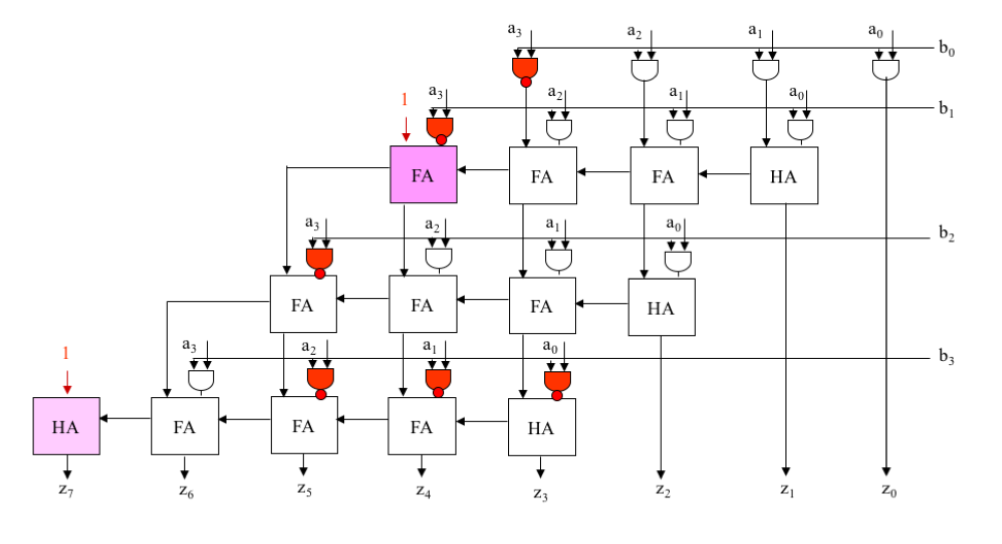 a₃ a₂ a₁ a₀
b₀
a₃ a₂ a₁ a₀
b₁
1
FA FA FA HA
a₃ a₂ a₁ a₀
b₂
FA FA FA HA
a₃ a₂ a₁ a₀
b₃
1
HA FA FA FA HA
z₇ z₆ z₅ z₄ z₃ z₂ z₁ z₀